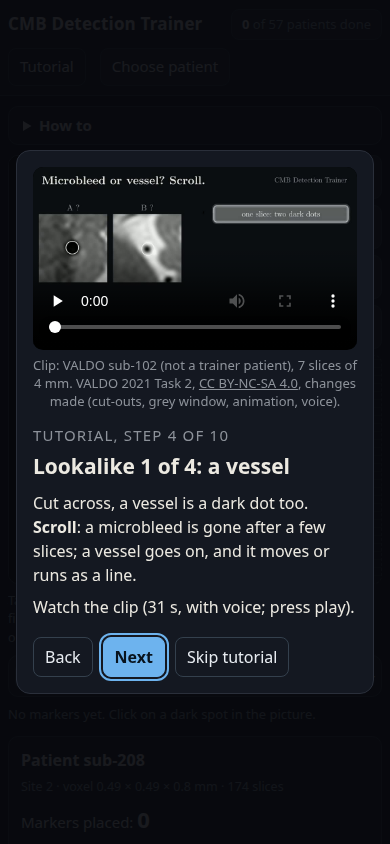 CMB Detection Trainer
0 of 57 patients done
Tutorial
Choose patient
How to
Microbleed or vessel? Scroll.
CMB Detection Trainer
A ?
B ?
one slice: two dark dots
0:00
Clip: VALDO sub-102 (not a trainer patient), 7 slices of
4 mm. VALDO 2021 Task 2, CC BY-NC-SA 4.0, changes
made (cut-outs, grey window, animation, voice).
TUTORIAL, STEP 4 OF 10
Lookalike 1 of 4: a vessel
Cut across, a vessel is a dark dot too.
Scroll: a microbleed is gone after a few
slices; a vessel goes on, and it moves or
runs as a line.
Watch the clip (31 s, with voice; press play).
Back
Next
Skip tutorial
No markers yet. Click on a dark spot in the picture.
Patient sub-208
Site 2 · voxel 0.49 × 0.49 × 0.8 mm · 174 slices
Markers placed: 0